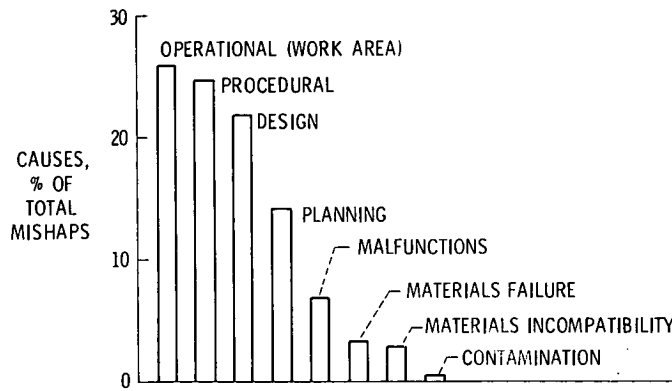 30
OPERATIONAL (WORK AREA)
PROCEDURAL
DESIGN
20
CAUSES,
% OF
TOTAL
MISHAPS
PLANNING
10
MALFUNCTIONS
MATERIALS FAILURE
MATERIALS INCOMPATIBILITY
CONTAMINATION
0